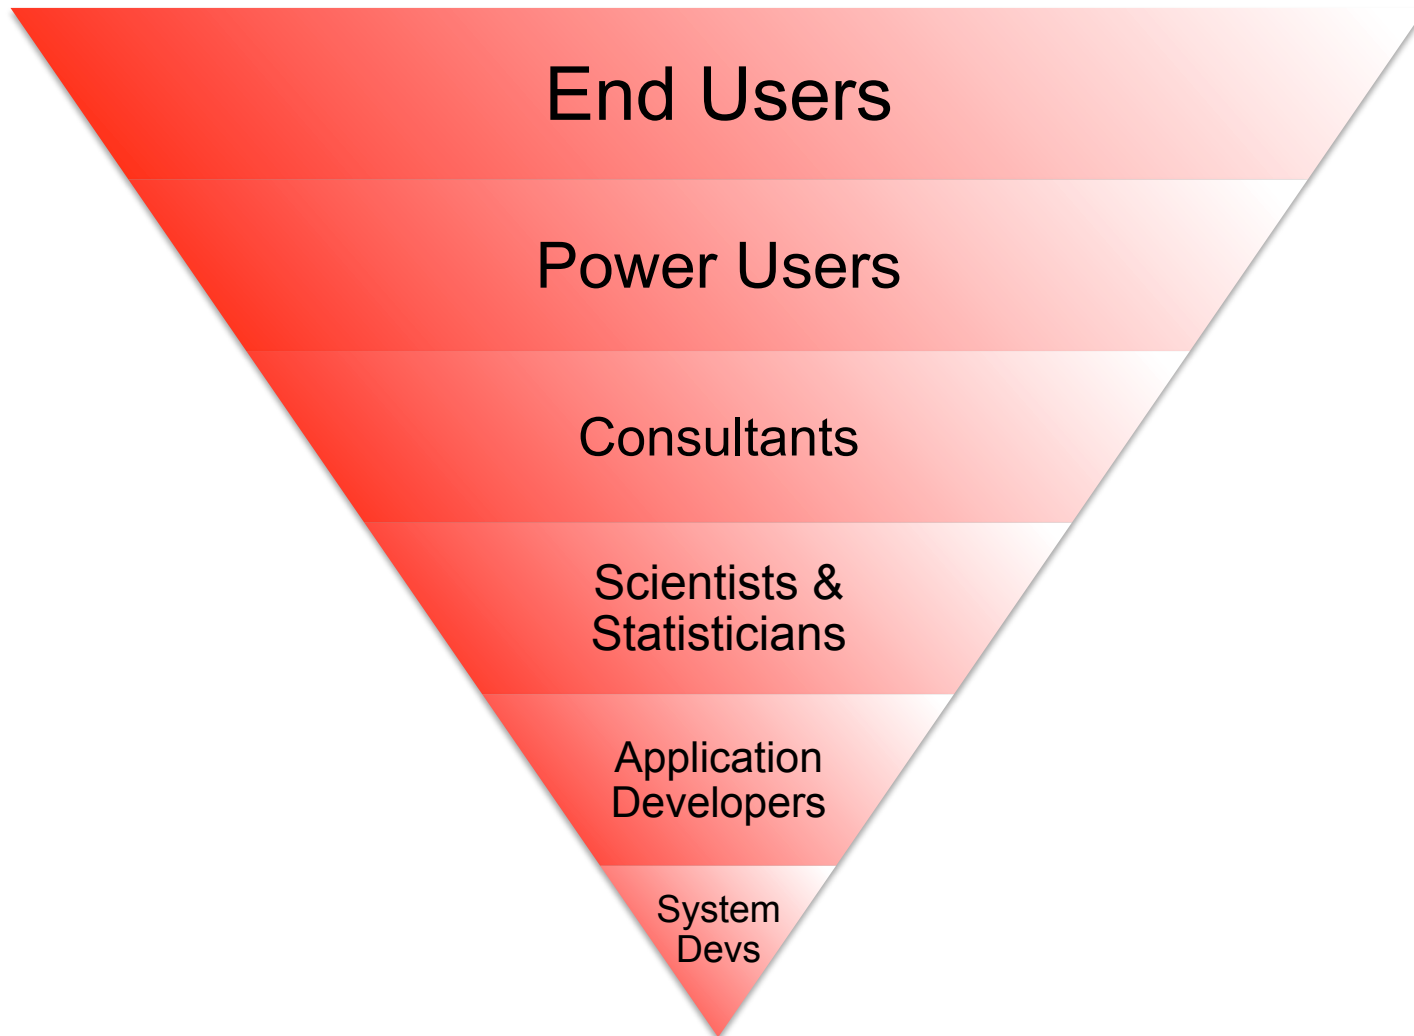 End Users
Power Users
Consultants
Scientists &
Statisticians
Application
Developers
System
Devs